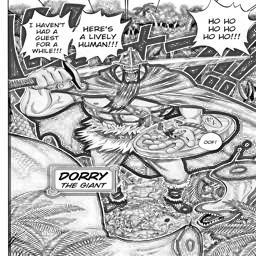 I HAVEN'T
HAD A
GUEST
FOR A
WHILE!!!
HERE'S
A LIVELY
HUMAN!!!
HO HO
HO HO
HO HO!!!
OOF!
DORRY
THE GIANT